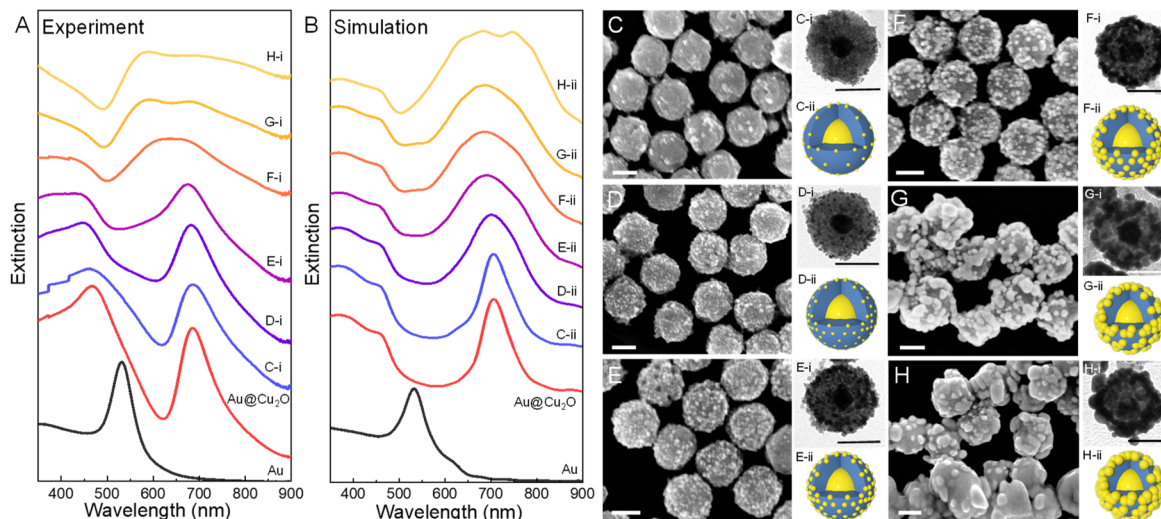 A Experiment
H-i
G-i
F-i
E-i
D-i
C-i
Au@Cu₂O
Au
Extinction
400 500 600 700 800 900
Wavelength (nm)
B Simulation
H-ii
G-ii
F-ii
E-ii
D-ii
C-ii
Au@Cu₂O
Au
Extinction
400 500 600 700 800 900
Wavelength (nm)
C
C-i
C-ii
D
D-i
D-ii
E
E-i
E-ii
F
F-i
F-ii
G
G-i
G-ii
H
H-i
H-ii